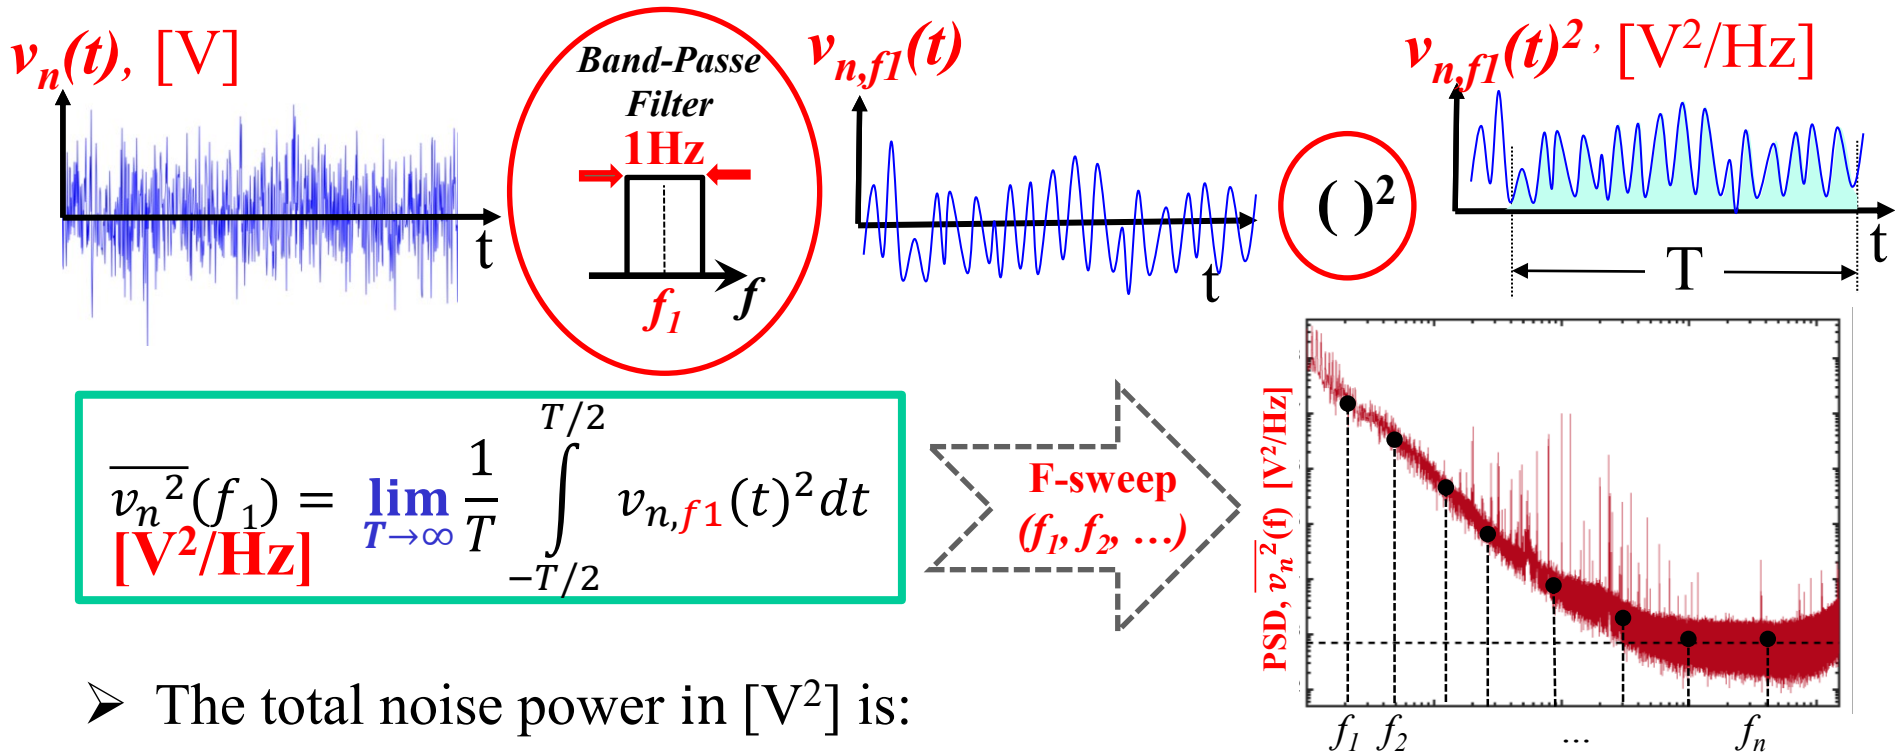 vₙ(t), [V]
Band-Passe
Filter
1Hz
f₁
f
t
vₙ,f1(t)
t
( )²
vₙ,f1(t)², [V²/Hz]
T
t
v̅ₙ²(f₁) = lim T→∞ 1/T ∫ −T/2 T/2 vₙ,f1(t)²dt
[V²/Hz]
F-sweep
(f₁, f₂, ...)
PSD, v̅ₙ²(f) [V²/Hz]
f₁ f₂ ... fₙ
➢ The total noise power in [V²] is: